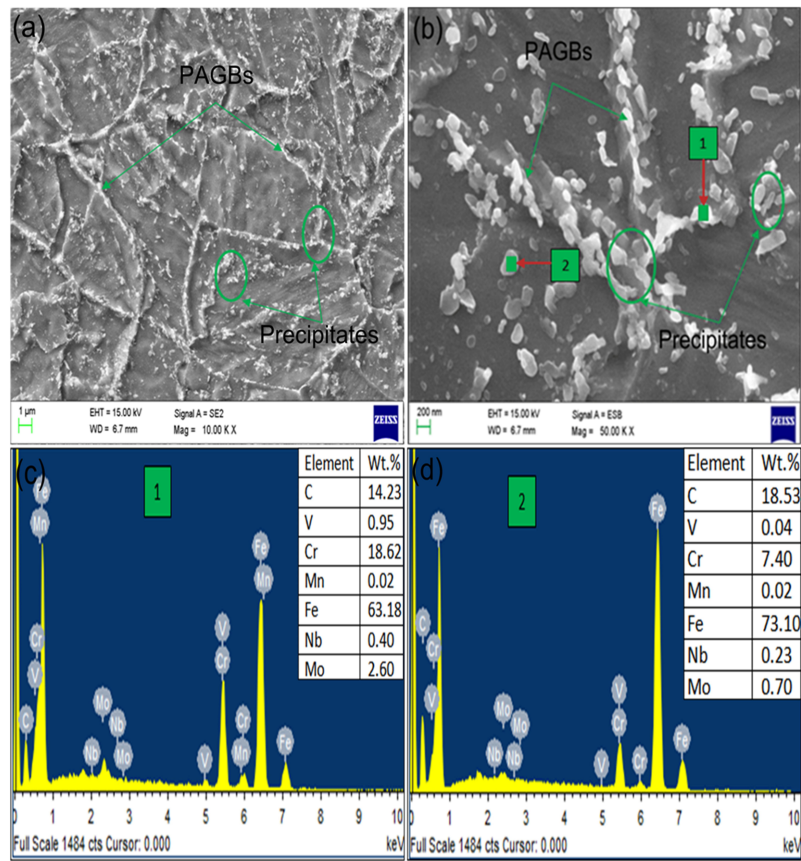 (a)
PAGBs
Precipitates
1 µm
EHT = 15.00 kV
Signal A = SE2
WD = 6.7 mm
Mag = 10.00 K X
ZEISS
(b)
PAGBs
1
2
Precipitates
200 nm
EHT = 15.00 kV
Signal A = ESB
WD = 6.7 mm
Mag = 50.00 K X
ZEISS
(c)
1
Element Wt.%
C 14.23
V 0.95
Cr 18.62
Mn 0.02
Fe 63.18
Nb 0.40
Mo 2.60
Fe
Mn
Cr
V
C
Mo
Nb
Nb
Mo
V
Cr
V
Cr
Mn
Fe
Mn
Fe
0 1 2 3 4 5 6 7 8 9 10
Full Scale 1484 cts Cursor: 0.000 keV
(d)
2
Element Wt.%
C 18.53
V 0.04
Cr 7.40
Mn 0.02
Fe 73.10
Nb 0.23
Mo 0.70
Fe
C
Cr
V
Mo
Mo
Nb
Nb
V
Cr
V
Cr
Fe
Fe
0 1 2 3 4 5 6 7 8 9 10
Full Scale 1484 cts Cursor: 0.000 keV